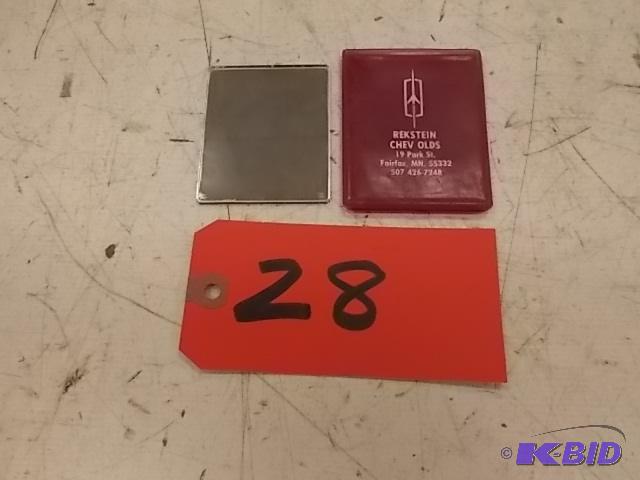 REKSTEIN
CHEV OLDS
19 Park St.
Fairfax, MN. 55332
507 426-7248
28
© K-BID